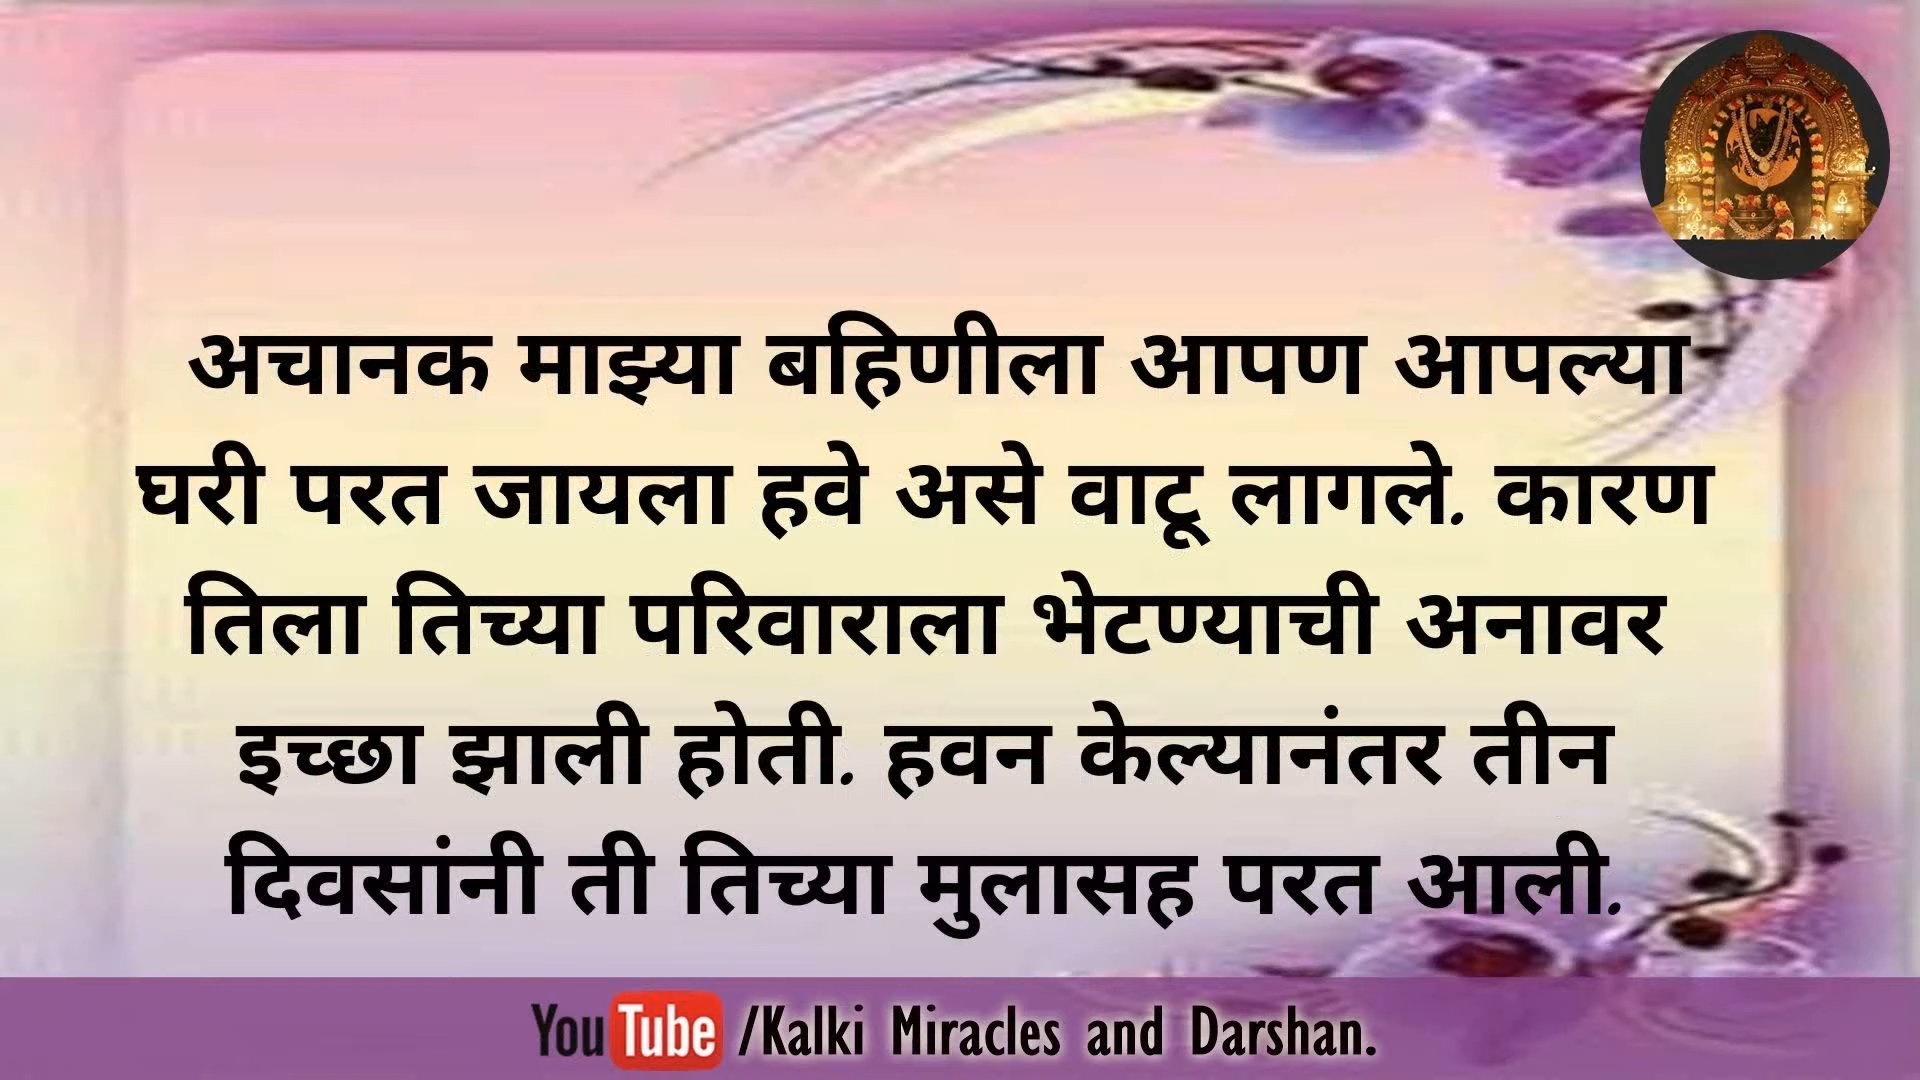 अचानक माझ्या बहिणीला आपण आपल्या
घरी परत जायला हवे असे वाटू लागले. कारण
तिला तिच्या परिवाराला भेटण्याची अनावर
इच्छा झाली होती. हवन केल्यानंतर तीन
दिवसांनी ती तिच्या मुलासह परत आली.
YouTube /Kalki Miracles and Darshan.